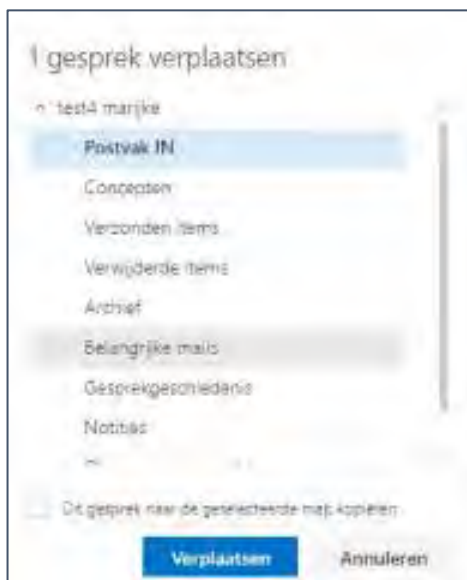 1 gesprek verplaatsen
test4 marijke
Postvak IN
Concepten
Verzonden items
Verwijderde items
Archief
Belangrijke mails
Gesprekgeschiedenis
Notities
Dit gesprek naar de geselecteerde map kopiëren
Verplaatsen Annuleren